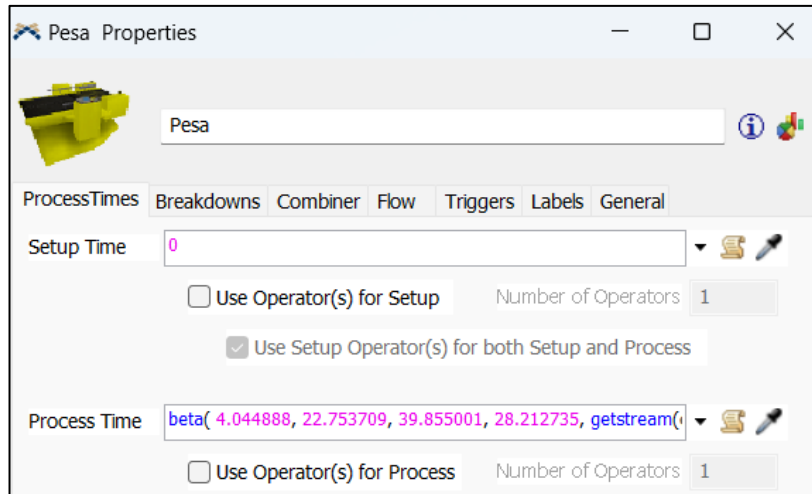 Pesa Properties
Pesa
ProcessTimes Breakdowns Combiner Flow Triggers Labels General
Setup Time 0
Use Operator(s) for Setup Number of Operators 1
Use Setup Operator(s) for both Setup and Process
Process Time beta( 4.044888, 22.753709, 39.855001, 28.212735, getstream(
Use Operator(s) for Process Number of Operators 1